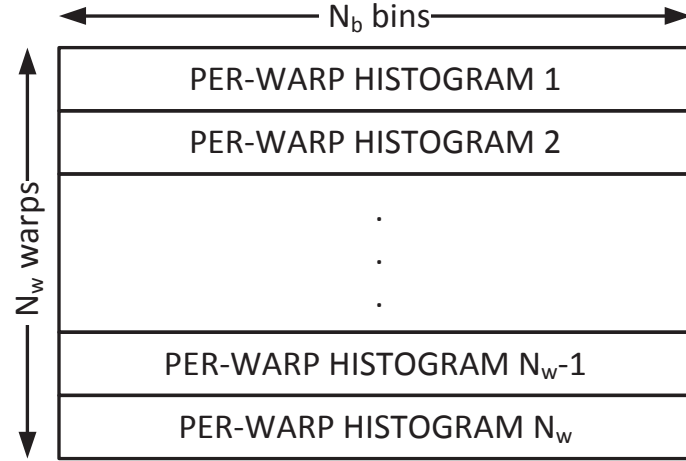 N_b bins
PER-WARP HISTOGRAM 1
PER-WARP HISTOGRAM 2
.
.
.
N_w warps
PER-WARP HISTOGRAM N_w-1
PER-WARP HISTOGRAM N_w